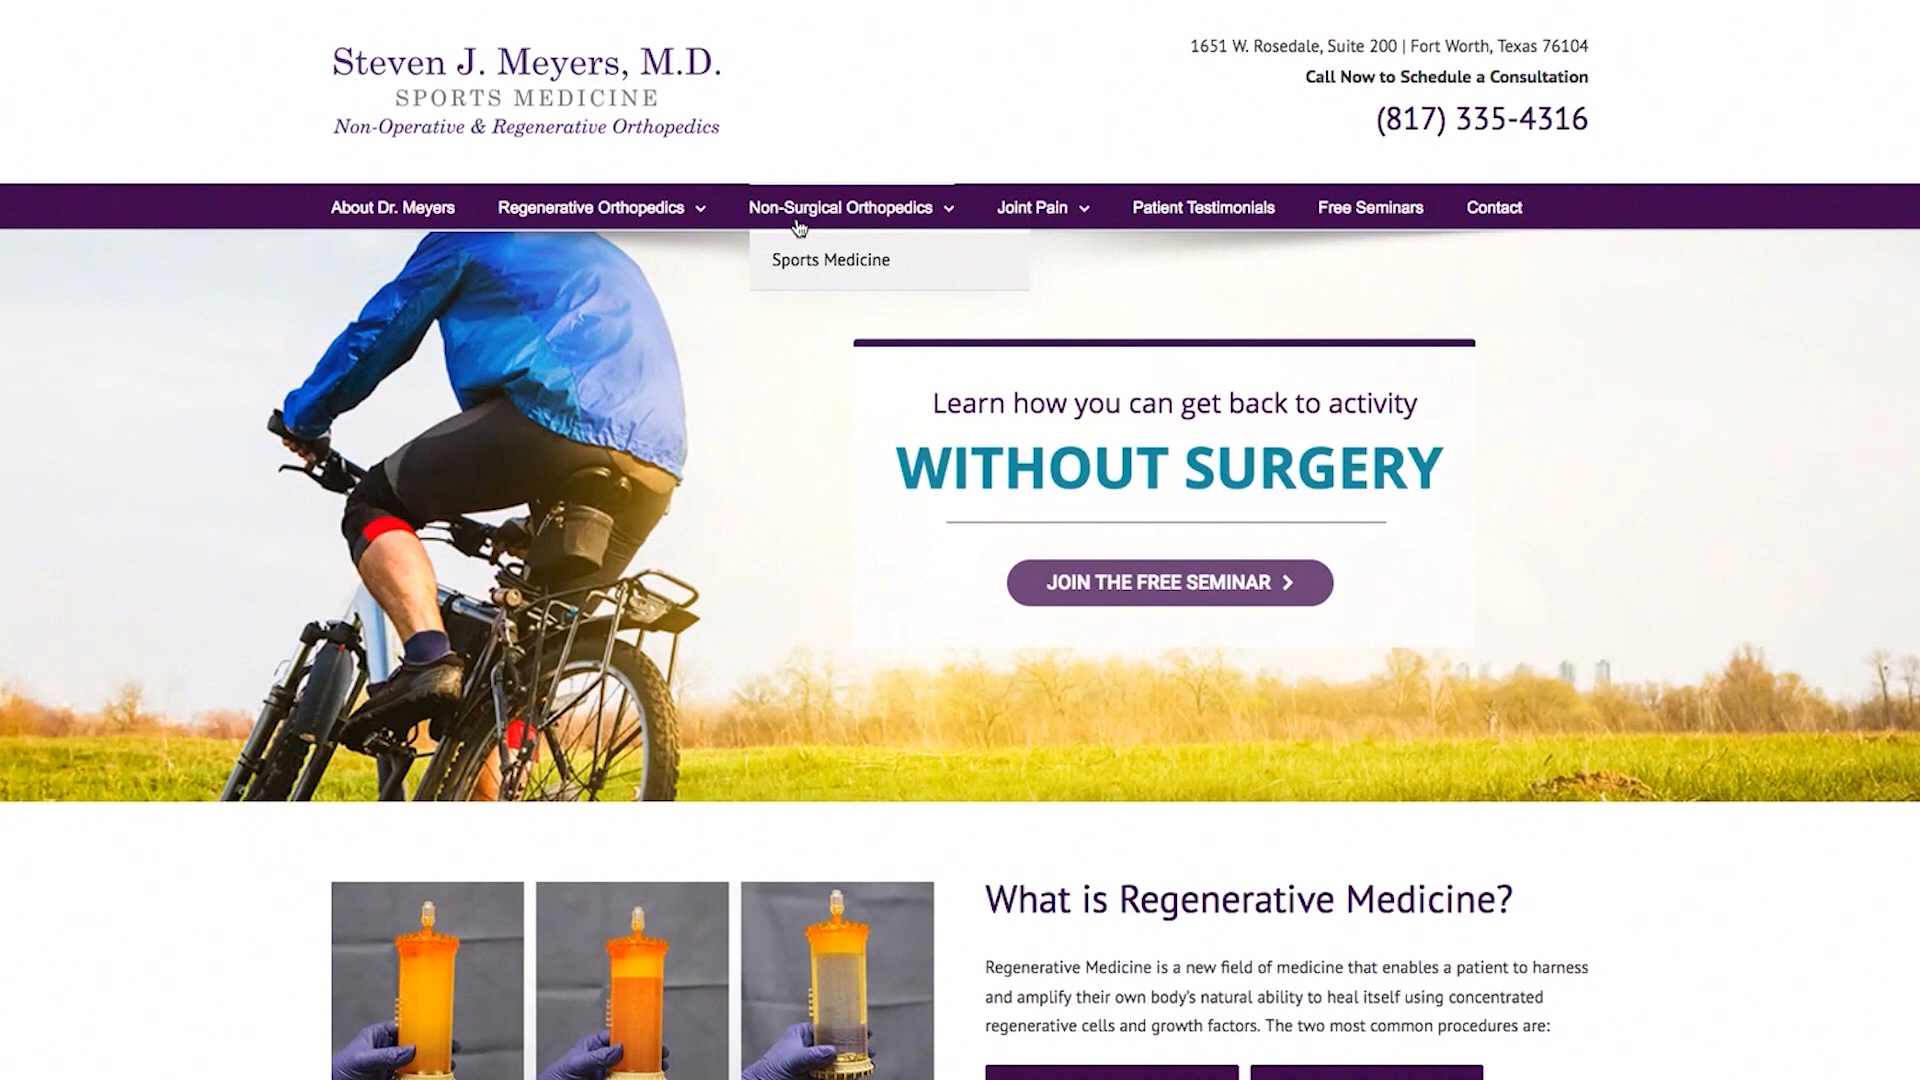 Steven J. Meyers, M.D.
SPORTS MEDICINE
Non-Operative & Regenerative Orthopedics
1651 W. Rosedale, Suite 200 | Fort Worth, Texas 76104
Call Now to Schedule a Consultation
(817) 335-4316
About Dr. Meyers Regenerative Orthopedics Non-Surgical Orthopedics Joint Pain Patient Testimonials Free Seminars Contact
Sports Medicine
Learn how you can get back to activity
WITHOUT SURGERY
JOIN THE FREE SEMINAR
What is Regenerative Medicine?
Regenerative Medicine is a new field of medicine that enables a patient to harness
and amplify their own body's natural ability to heal itself using concentrated
regenerative cells and growth factors. The two most common procedures are: